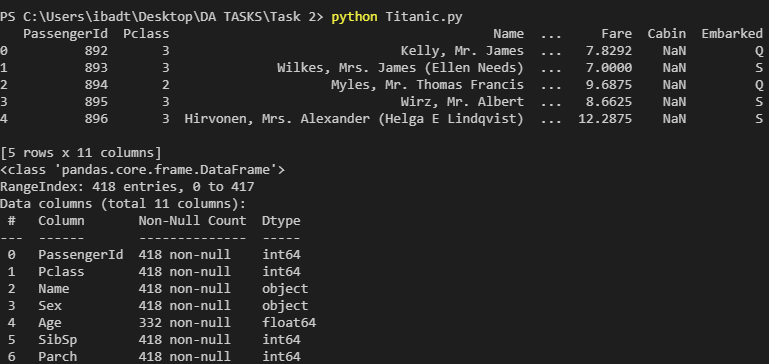 PS C:\Users\ibadt\Desktop\DA TASKS\Task 2> python Titanic.py
   PassengerId  Pclass                                          Name  ...     Fare  Cabin  Embarked
0          892       3                              Kelly, Mr. James  ...   7.8292    NaN         Q
1          893       3              Wilkes, Mrs. James (Ellen Needs)  ...   7.0000    NaN         S
2          894       2                     Myles, Mr. Thomas Francis  ...   9.6875    NaN         Q
3          895       3                              Wirz, Mr. Albert  ...   8.6625    NaN         S
4          896       3  Hirvonen, Mrs. Alexander (Helga E Lindqvist)  ...  12.2875    NaN         S
[5 rows x 11 columns]
<class 'pandas.core.frame.DataFrame'>
RangeIndex: 418 entries, 0 to 417
Data columns (total 11 columns):
 #   Column       Non-Null Count  Dtype
---  ------       --------------  -----
 0   PassengerId  418 non-null    int64
 1   Pclass       418 non-null    int64
 2   Name         418 non-null    object
 3   Sex          418 non-null    object
 4   Age          332 non-null    float64
 5   SibSp        418 non-null    int64
 6   Parch        418 non-null    int64